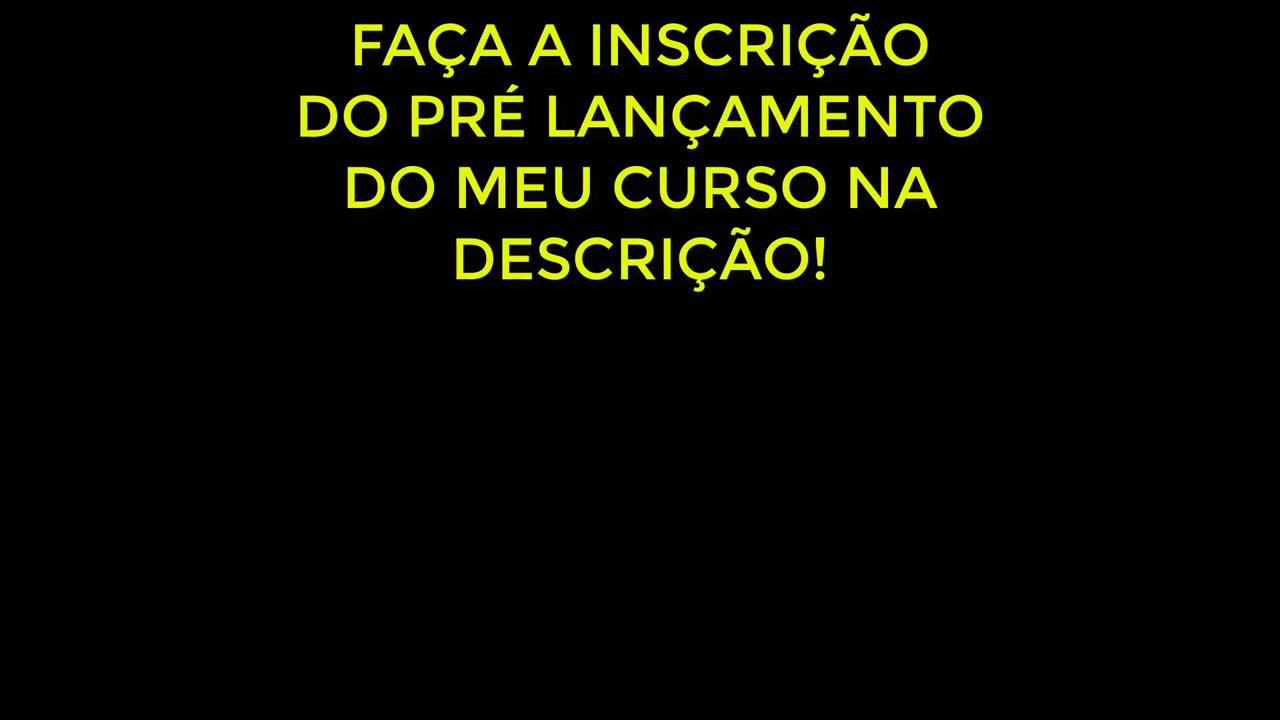 FAÇA A INSCRIÇÃO
DO PRÉ LANÇAMENTO
DO MEU CURSO NA
DESCRIÇÃO!